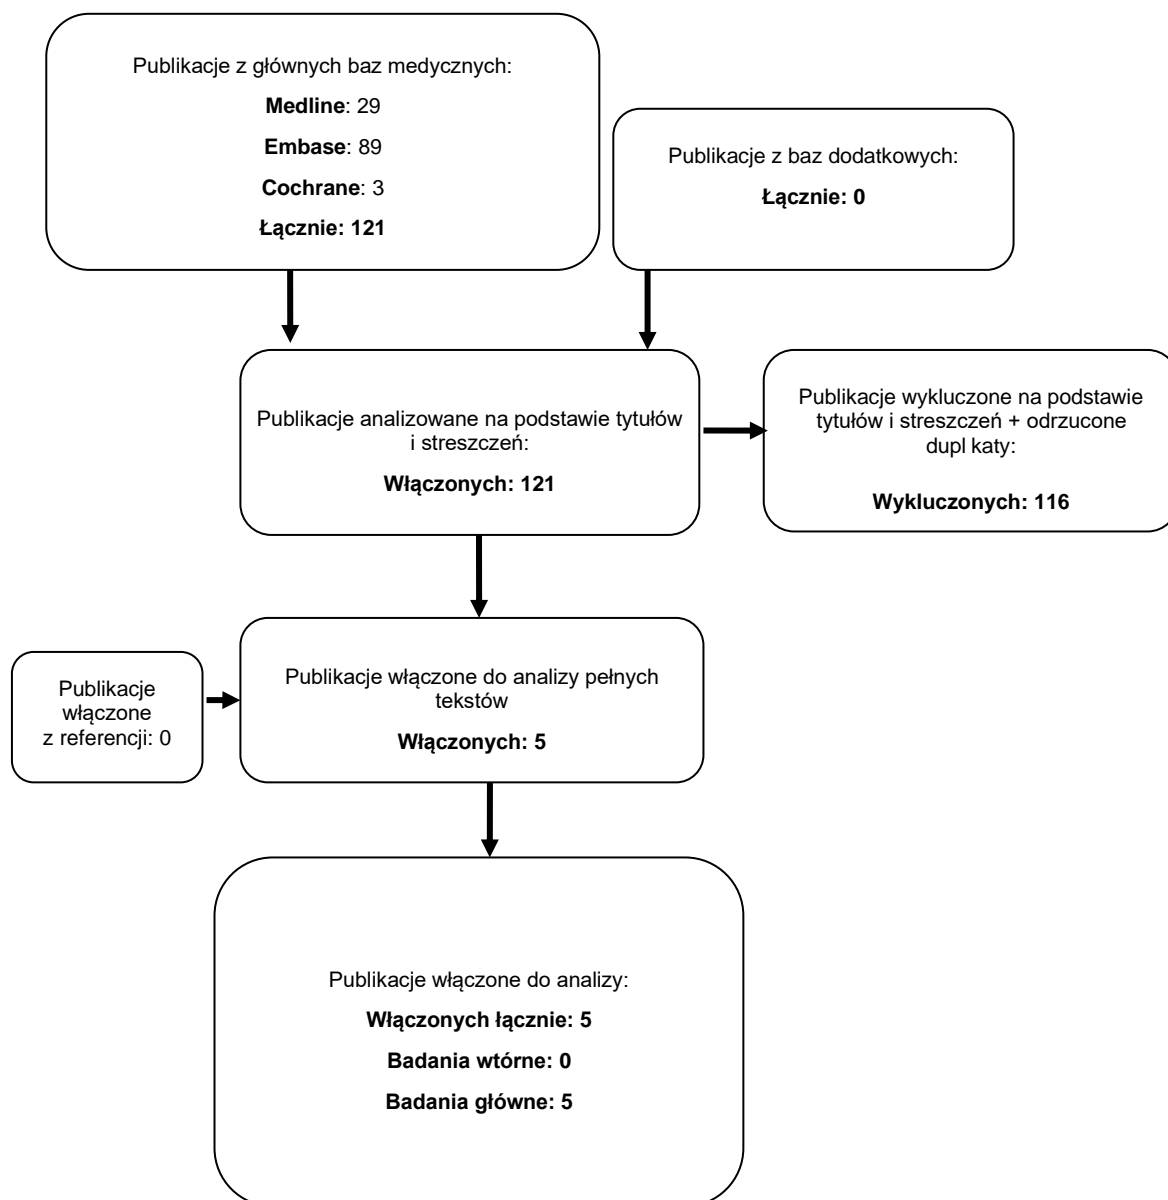 Publikacje z głównych baz medycznych:
Medline: 29
Embase: 89
Cochrane: 3
Łącznie: 121
Publikacje z baz dodatkowych:
Łącznie: 0
Publikacje analizowane na podstawie tytułów
i streszczeń:
Włączonych: 121
Publikacje wykluczone na podstawie
tytułów i streszczeń + odrzucone
dupl katy:
Wykluczonych: 116
Publikacje
włączone
z referencji: 0
Publikacje włączone do analizy pełnych
tekstów
Włączonych: 5
Publikacje włączone do analizy:
Włączonych łącznie: 5
Badania wtórne: 0
Badania główne: 5